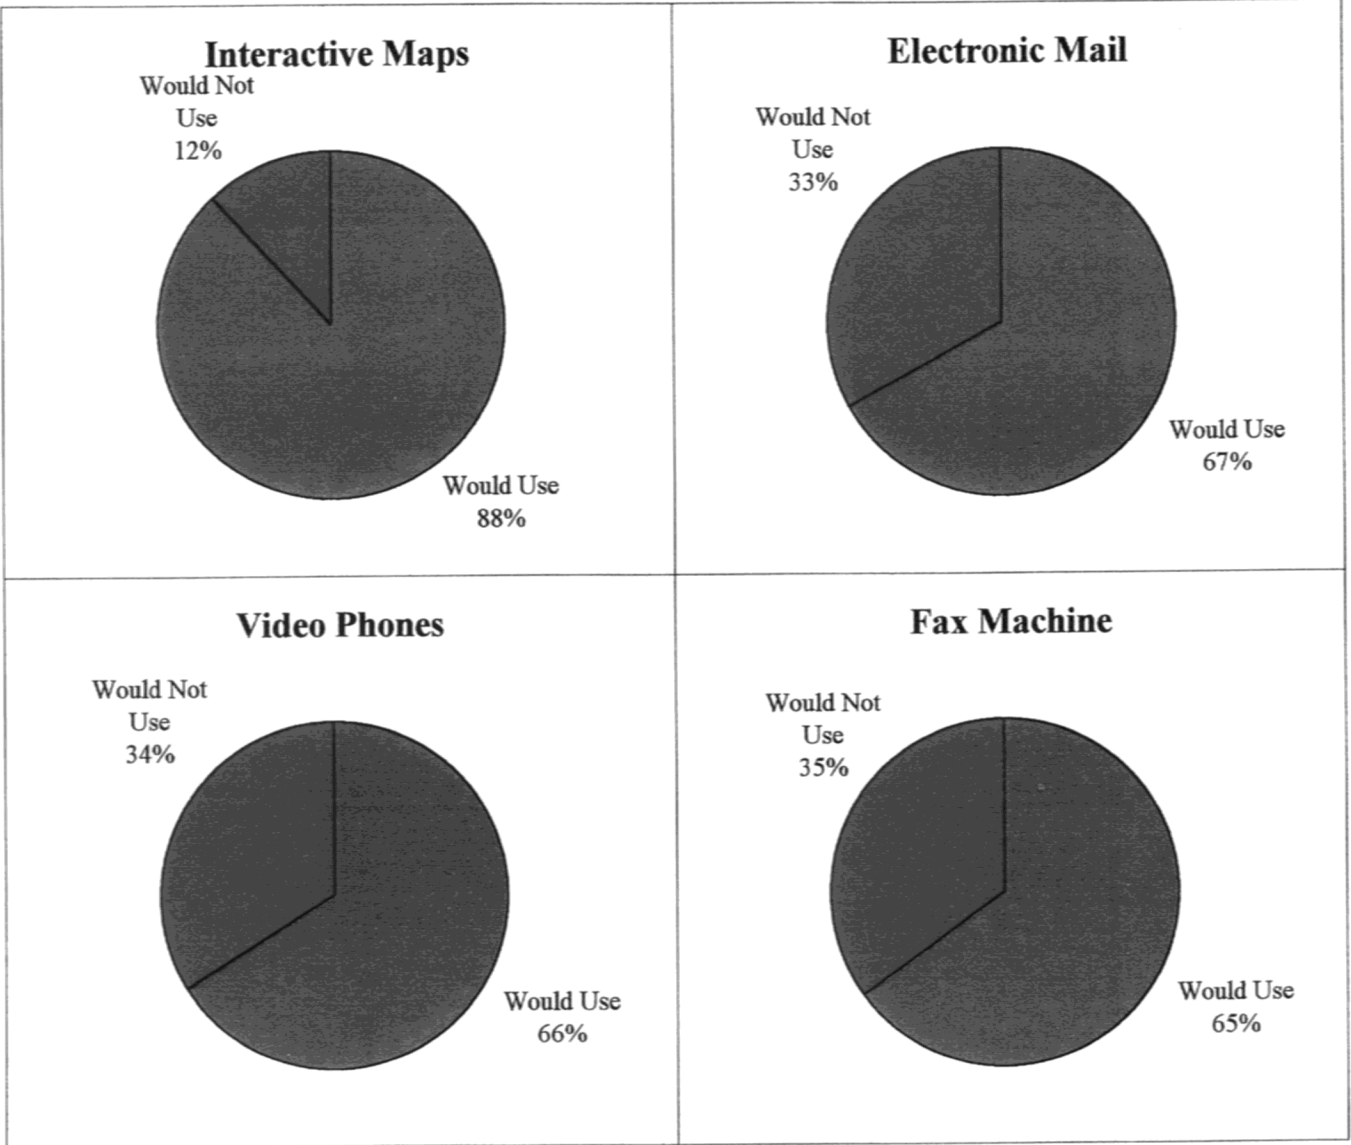 Interactive Maps
Would Not
Use
12%
Would Use
88%
Electronic Mail
Would Not
Use
33%
Would Use
67%
Video Phones
Would Not
Use
34%
Would Use
66%
Fax Machine
Would Not
Use
35%
Would Use
65%